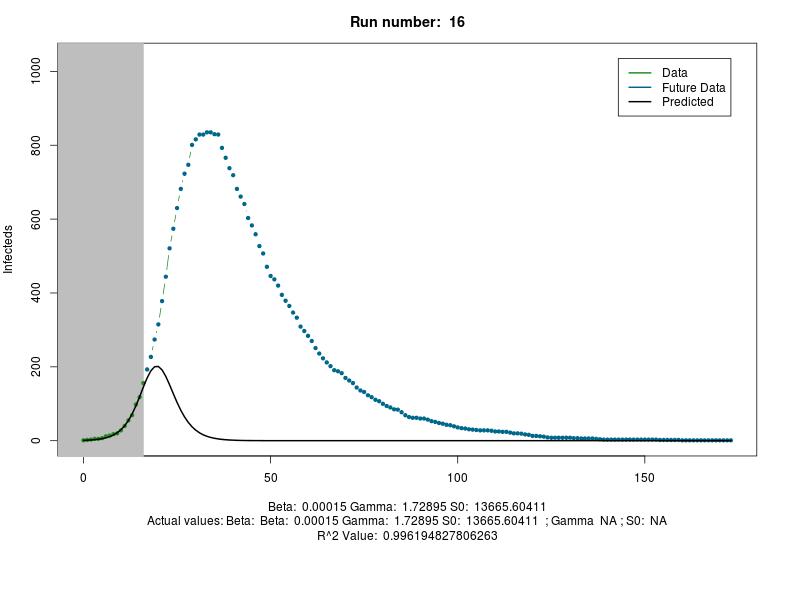 Run number: 16
Data
Future Data
Predicted
Infecteds
1000
800
600
400
200
0
0 50 100 150
Beta: 0.00015 Gamma: 1.72895 S0: 13665.60411
Actual values: Beta: Beta: 0.00015 Gamma: 1.72895 S0: 13665.60411 ; Gamma NA ; S0: NA
R^2 Value: 0.996194827806263